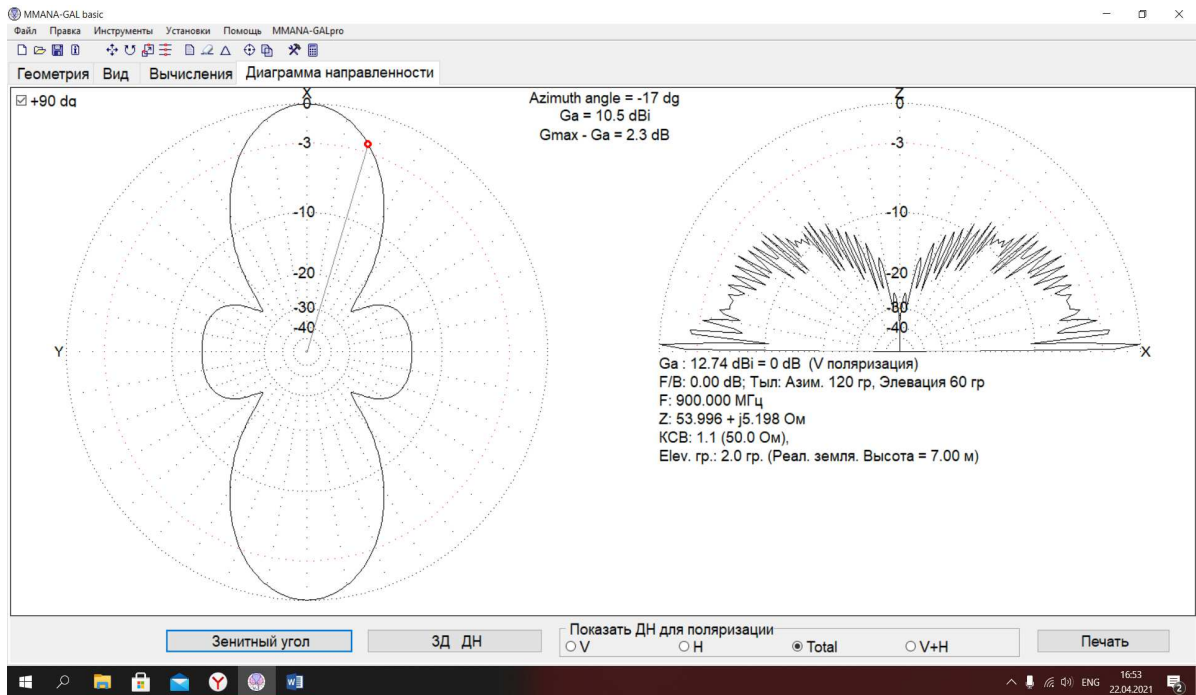 MMANA-GAL basic
Файл Правка Инструменты Установки Помощь MMANA-GALpro
Геометрия Вид Вычисления Диаграмма направленности
+90 dg
X
0
-3
-10
-20
-30
-40
Y
Azimuth angle = -17 dg
Ga = 10.5 dBi
Gmax - Ga = 2.3 dB
Z
0
-3
-10
-20
-30
-40
X
Ga : 12.74 dBi = 0 dB (V поляризация)
F/B: 0.00 dB; Тыл: Азим. 120 гр, Элевация 60 гр
F: 900.000 МГц
Z: 53.996 + j5.198 Ом
КСВ: 1.1 (50.0 Ом),
Elev. гр.: 2.0 гр. (Реал. земля. Высота = 7.00 м)
Зенитный угол
3Д ДН
Показать ДН для поляризации
V H Total V+H
Печать
ENG
16:53
22.04.2021
2